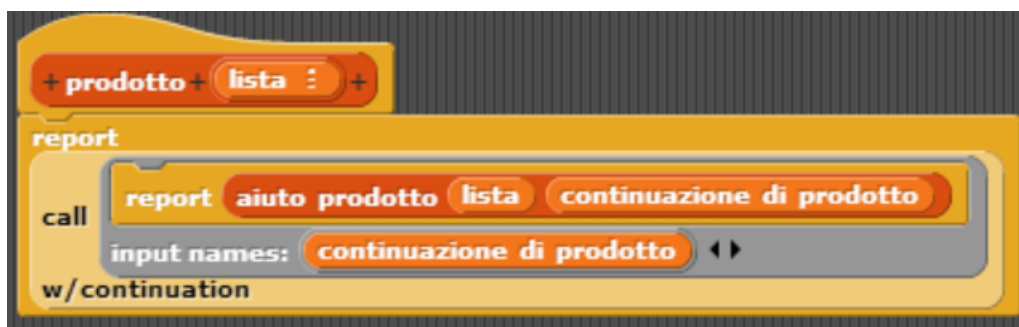 + prodotto + lista ⋮ +
report
report aiuto prodotto lista continuazione di prodotto
call
input names: continuazione di prodotto
w/continuation